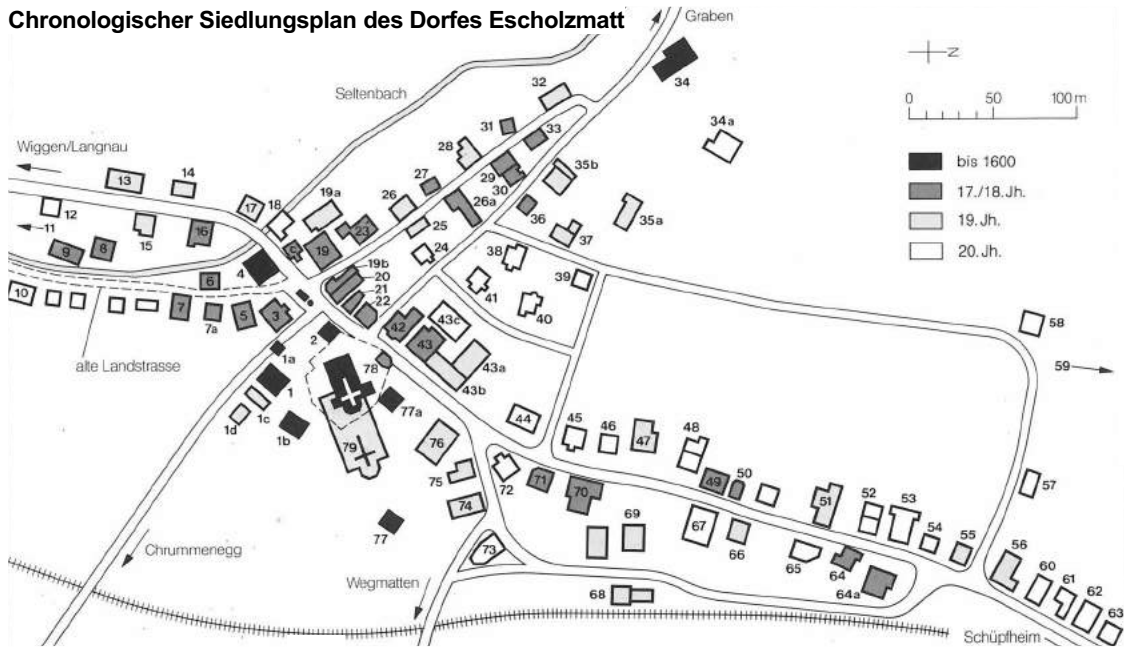 Chronologischer Siedlungsplan des Dorfes Escholzmatt
Graben
34
Z
0 50 100 m
bis 1600
17./18. Jh.
19. Jh.
20. Jh.
Seltenbach
32
34a
Wiggen/Langnau
31
33
28
35b
29
30
27
14
13
19a
18
17
26
26a
36
35a
12
11
15
16
23
25
37
9
8
c
19
24
38
39
4
19b
20
21
22
41
40
6
10
7
7a
5
3
42
43c
43
43a
43b
58
59
2
1a
78
alte Landstrasse
1
1c
1d
1b
77a
79
44
45
46
47
48
76
72
71
70
49
50
57
75
74
51
52
53
54
55
69
67
66
65
64
64a
56
60
61
62
63
77
73
Chrummenegg
Wegmatten
68
Schüpfheim